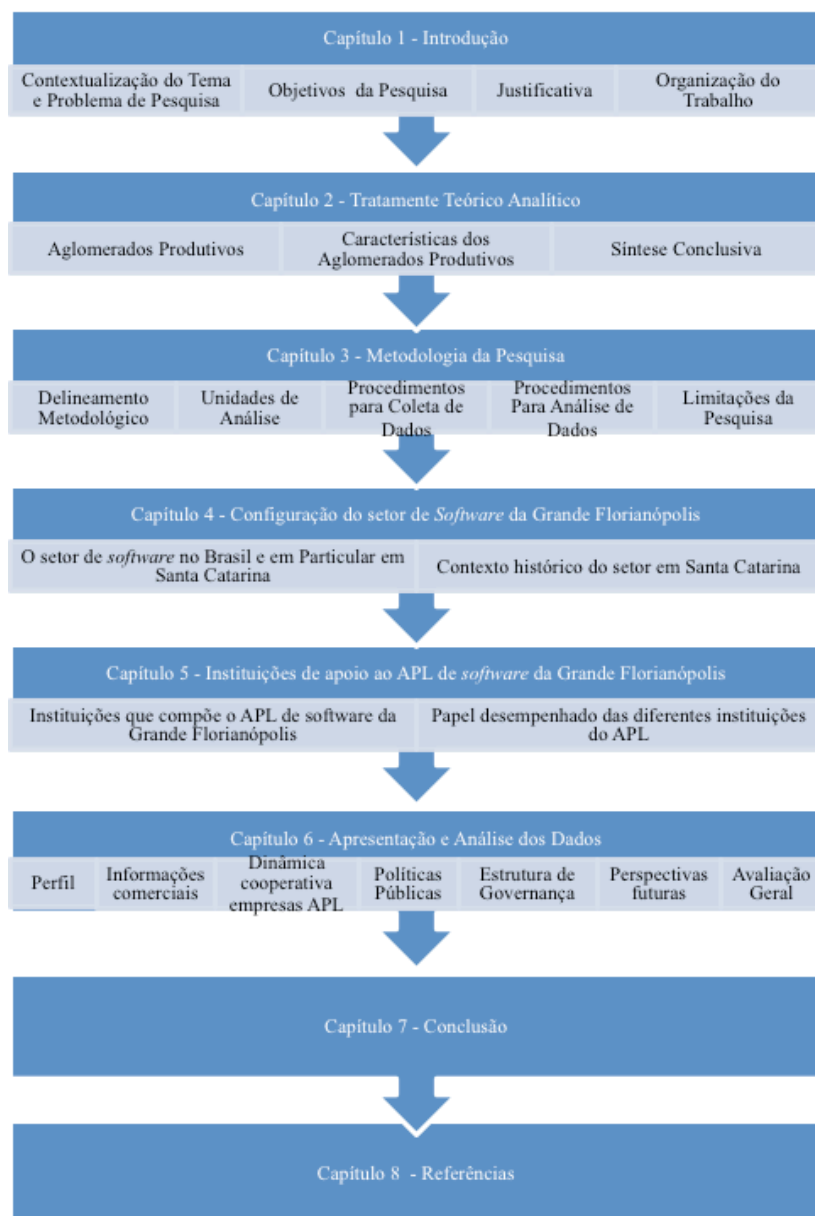 Capítulo 1 - Introdução
Contextualização do Tema
e Problema de Pesquisa
Objetivos da Pesquisa
Justificativa
Organização do
Trabalho
Capítulo 2 - Tratamente Teórico Analítico
Aglomerados Produtivos
Características dos
Aglomerados Produtivos
Síntese Conclusiva
Capítulo 3 - Metodologia da Pesquisa
Delineamento
Metodológico
Unidades de
Análise
Procedimentos
para Coleta de
Dados
Procedimentos
Para Análise de
Dados
Limitações da
Pesquisa
Capítulo 4 - Configuração do setor de Software da Grande Florianópolis
O setor de software no Brasil e em Particular em
Santa Catarina
Contexto histórico do setor em Santa Catarina
Capítulo 5 - Instituições de apoio ao APL de software da Grande Florianópolis
Instituições que compõe o APL de software da
Grande Florianópolis
Papel desempenhado das diferentes instituições
do APL
Capítulo 6 - Apresentação e Análise dos Dados
Perfil
Informações
comerciais
Dinâmica
cooperativa
empresas APL
Políticas
Públicas
Estrutura de
Governança
Perspectivas
futuras
Avaliação
Geral
Capítulo 7 - Conclusão
Capítulo 8 - Referências